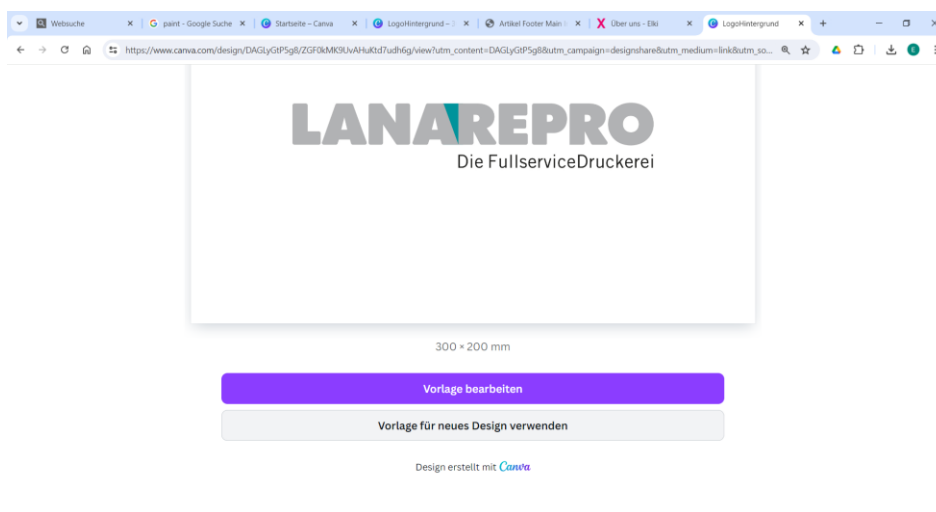 Websuche
paint - Google Suche
Startseite – Canva
LogoHintergrund –
Artikel Footer Main
Über uns - Elki
LogoHintergrund
https://www.canva.com/design/DAGLyGtP5g8/ZGF0kMK9UvAHuKtd7udh6g/view?utm_content=DAGLyGtP5g8&utm_campaign=designshare&utm_medium=link&utm_so...
E
LANAREPRO
Die FullserviceDruckerei
300 × 200 mm
Vorlage bearbeiten
Vorlage für neues Design verwenden
Design erstellt mit Canva